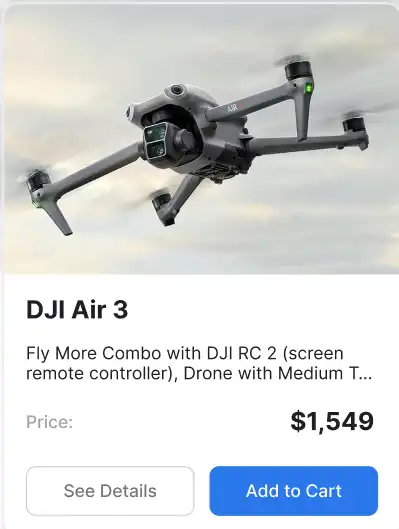 AIR
DJI Air 3
Fly More Combo with DJI RC 2 (screen
remote controller), Drone with Medium T...
Price:
$1,549
See Details
Add to Cart